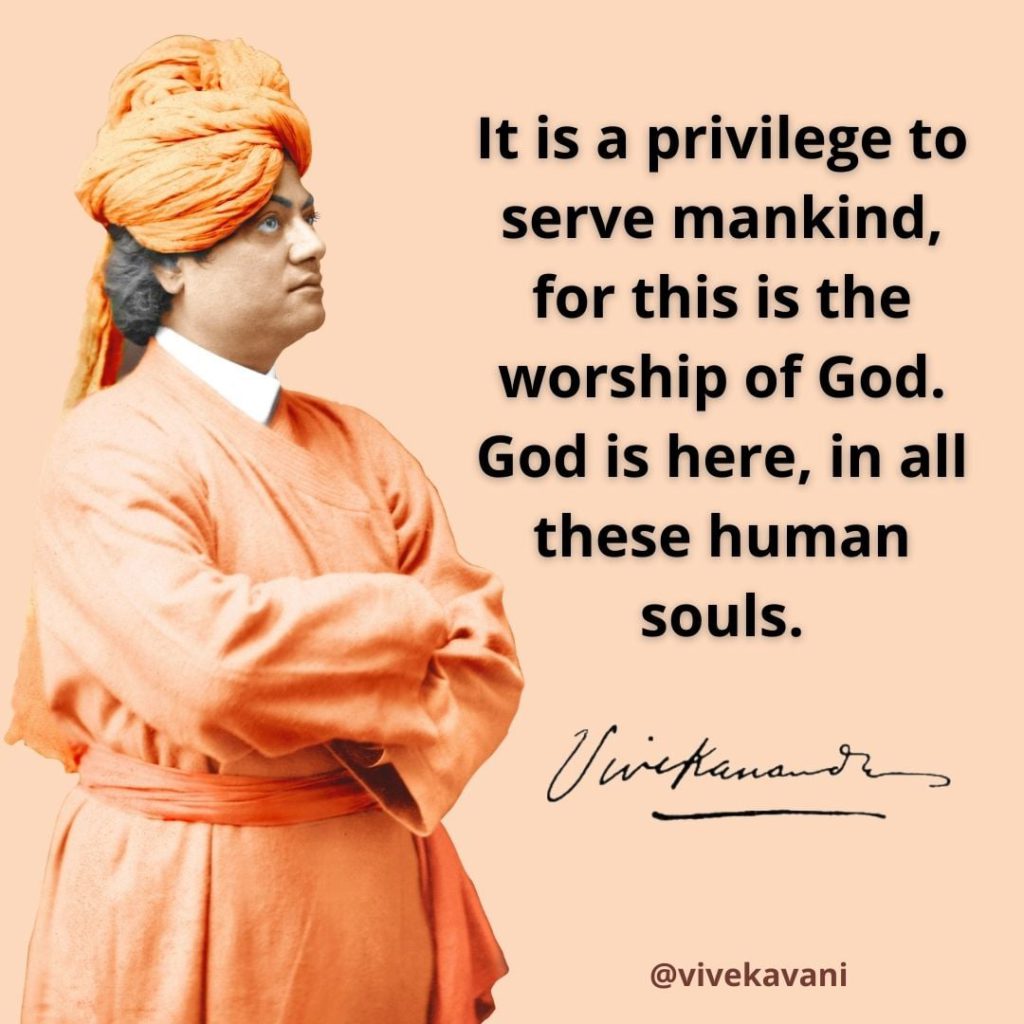 It is a privilege to
serve mankind,
for this is the
worship of God.
God is here, in all
these human
souls.
Vivekananda
@vivekavani